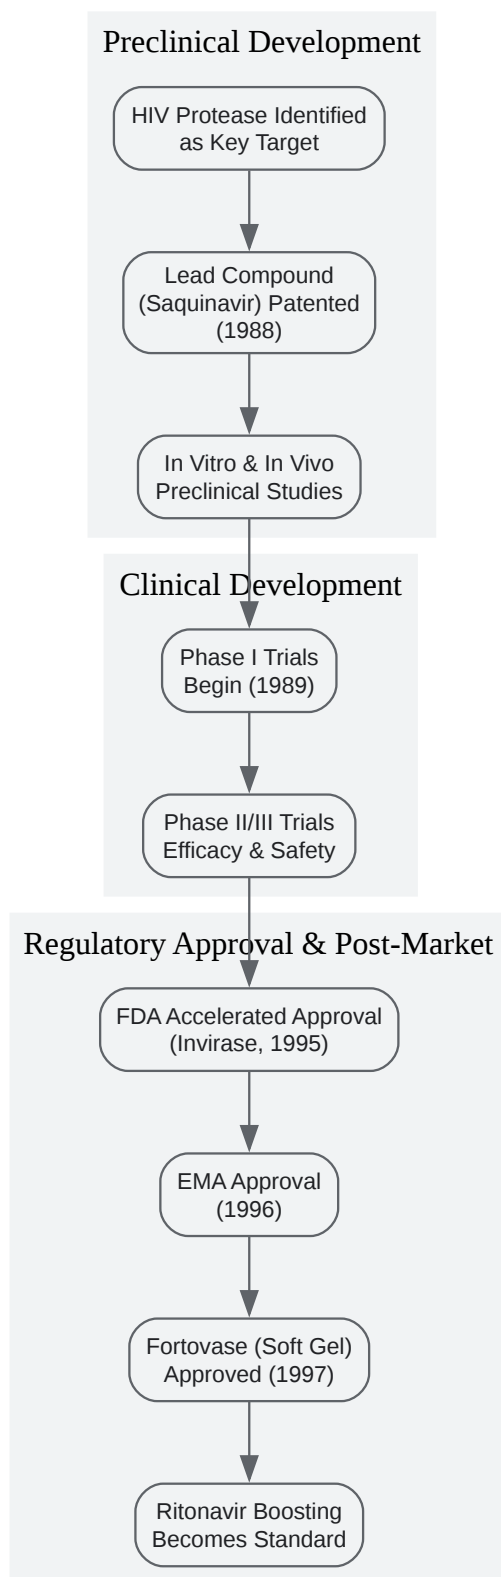 Preclinical Development
HIV Protease Identified
as Key Target
Lead Compound
(Saquinavir) Patented
(1988)
In Vitro & In Vivo
Preclinical Studies
Clinical Development
Phase I Trials
Begin (1989)
Phase II/III Trials
Efficacy & Safety
Regulatory Approval & Post-Market
FDA Accelerated Approval
(Invirase, 1995)
EMA Approval
(1996)
Fortovase (Soft Gel)
Approved (1997)
Ritonavir Boosting
Becomes Standard